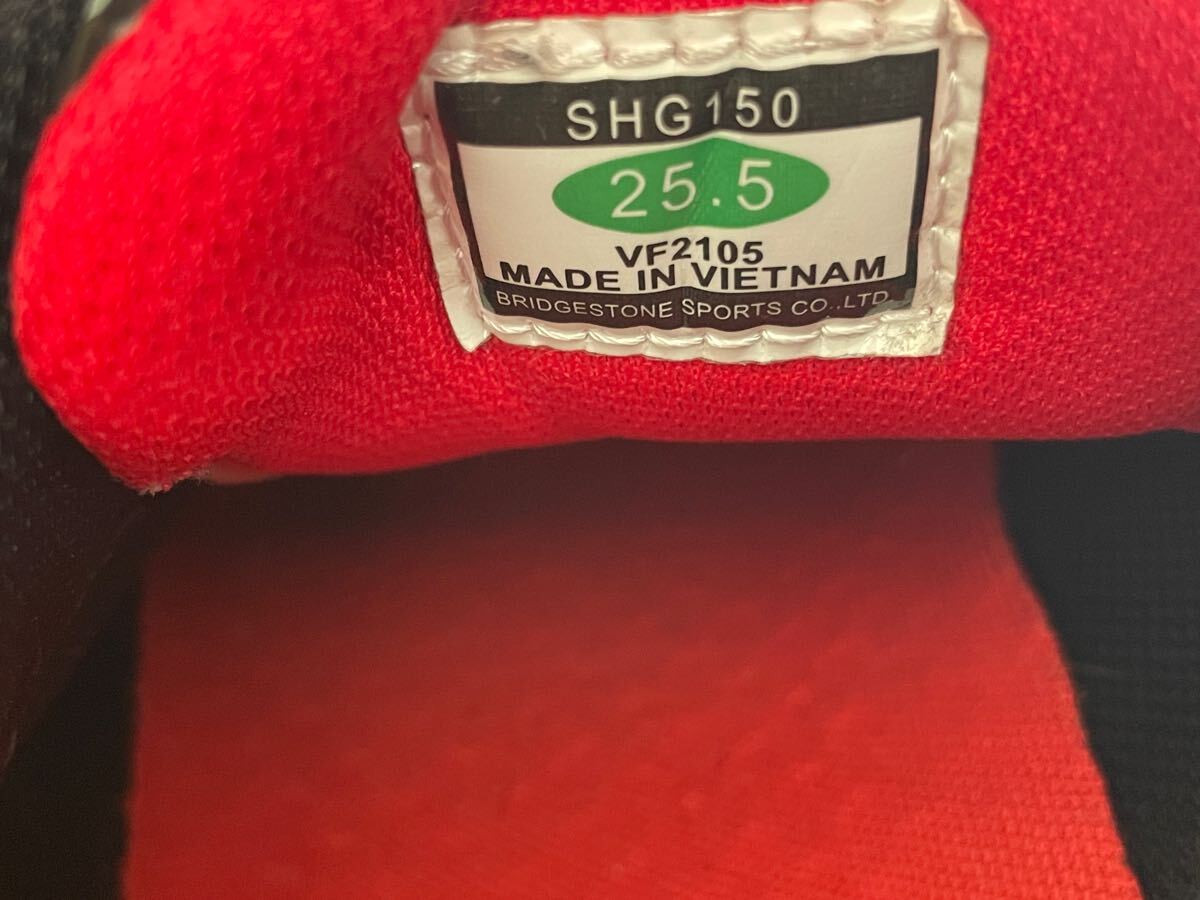 SHG150
25.5
VF2105
MADE IN VIETNAM
BRIDGESTONE SPORTS CO.,LTD.